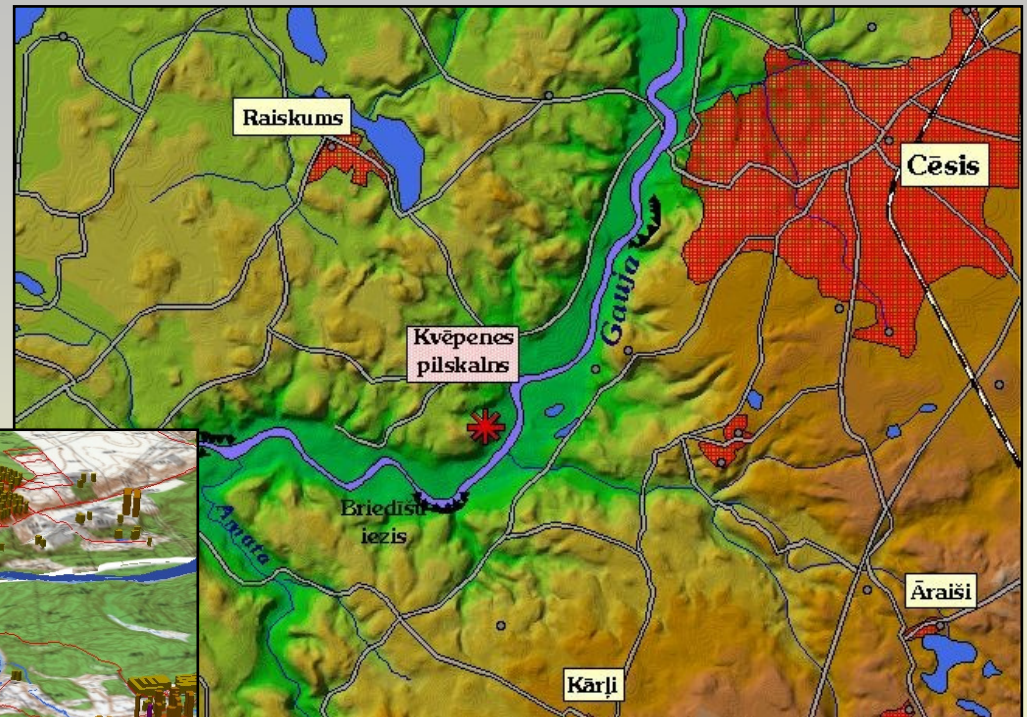 Raiskums
Cēsis
Gauja
Kvēpenes
pilskalns
Briedīšu
iezis
Amata
Āraiši
Kārļi